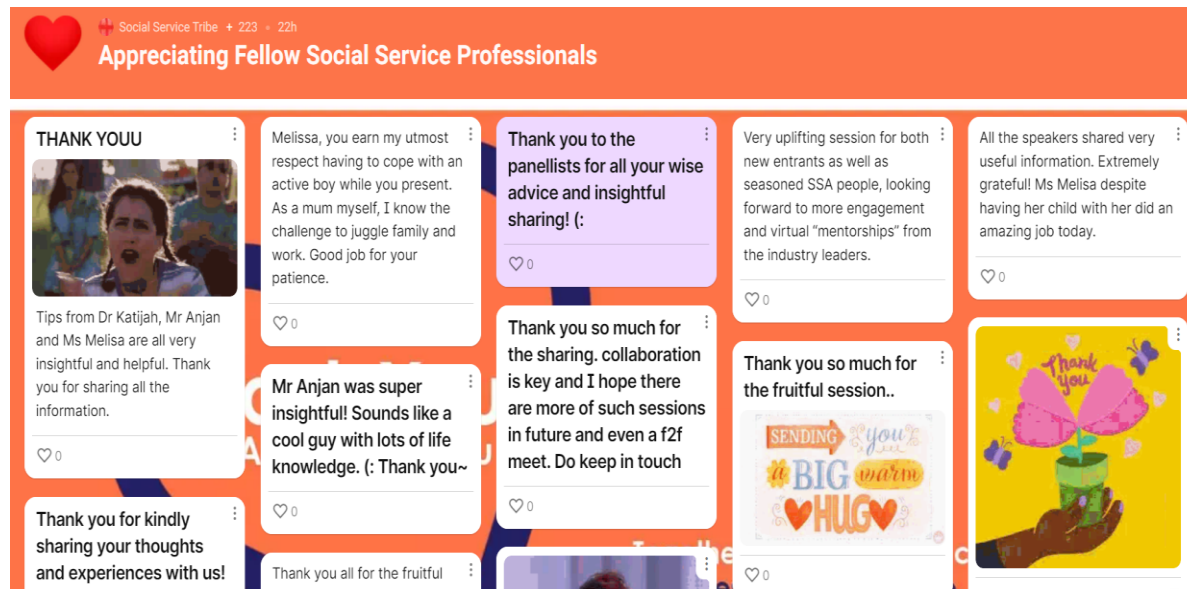 Social Service Tribe + 223 • 22h
Appreciating Fellow Social Service Professionals
THANK YOUU
Tips from Dr Katijah, Mr Anjan
and Ms Melisa are all very
insightful and helpful. Thank
you for sharing all the
information.
0
Thank you for kindly
sharing your thoughts
and experiences with us!
Melissa, you earn my utmost
respect having to cope with an
active boy while you present.
As a mum myself, I know the
challenge to juggle family and
work. Good job for your
patience.
0
Mr Anjan was super
insightful! Sounds like a
cool guy with lots of life
knowledge. (: Thank you~
0
Thank you all for the fruitful
Thank you to the
panellists for all your wise
advice and insightful
sharing! (:
0
Thank you so much for
the sharing. collaboration
is key and I hope there
are more of such sessions
in future and even a f2f
meet. Do keep in touch
0
Very uplifting session for both
new entrants as well as
seasoned SSA people, looking
forward to more engagement
and virtual “mentorships” from
the industry leaders.
0
Thank you so much for
the fruitful session..
SENDING you
a BIG warm
HUG
0
All the speakers shared very
useful information. Extremely
grateful! Ms Melisa despite
having her child with her did an
amazing job today.
0
Thank
you